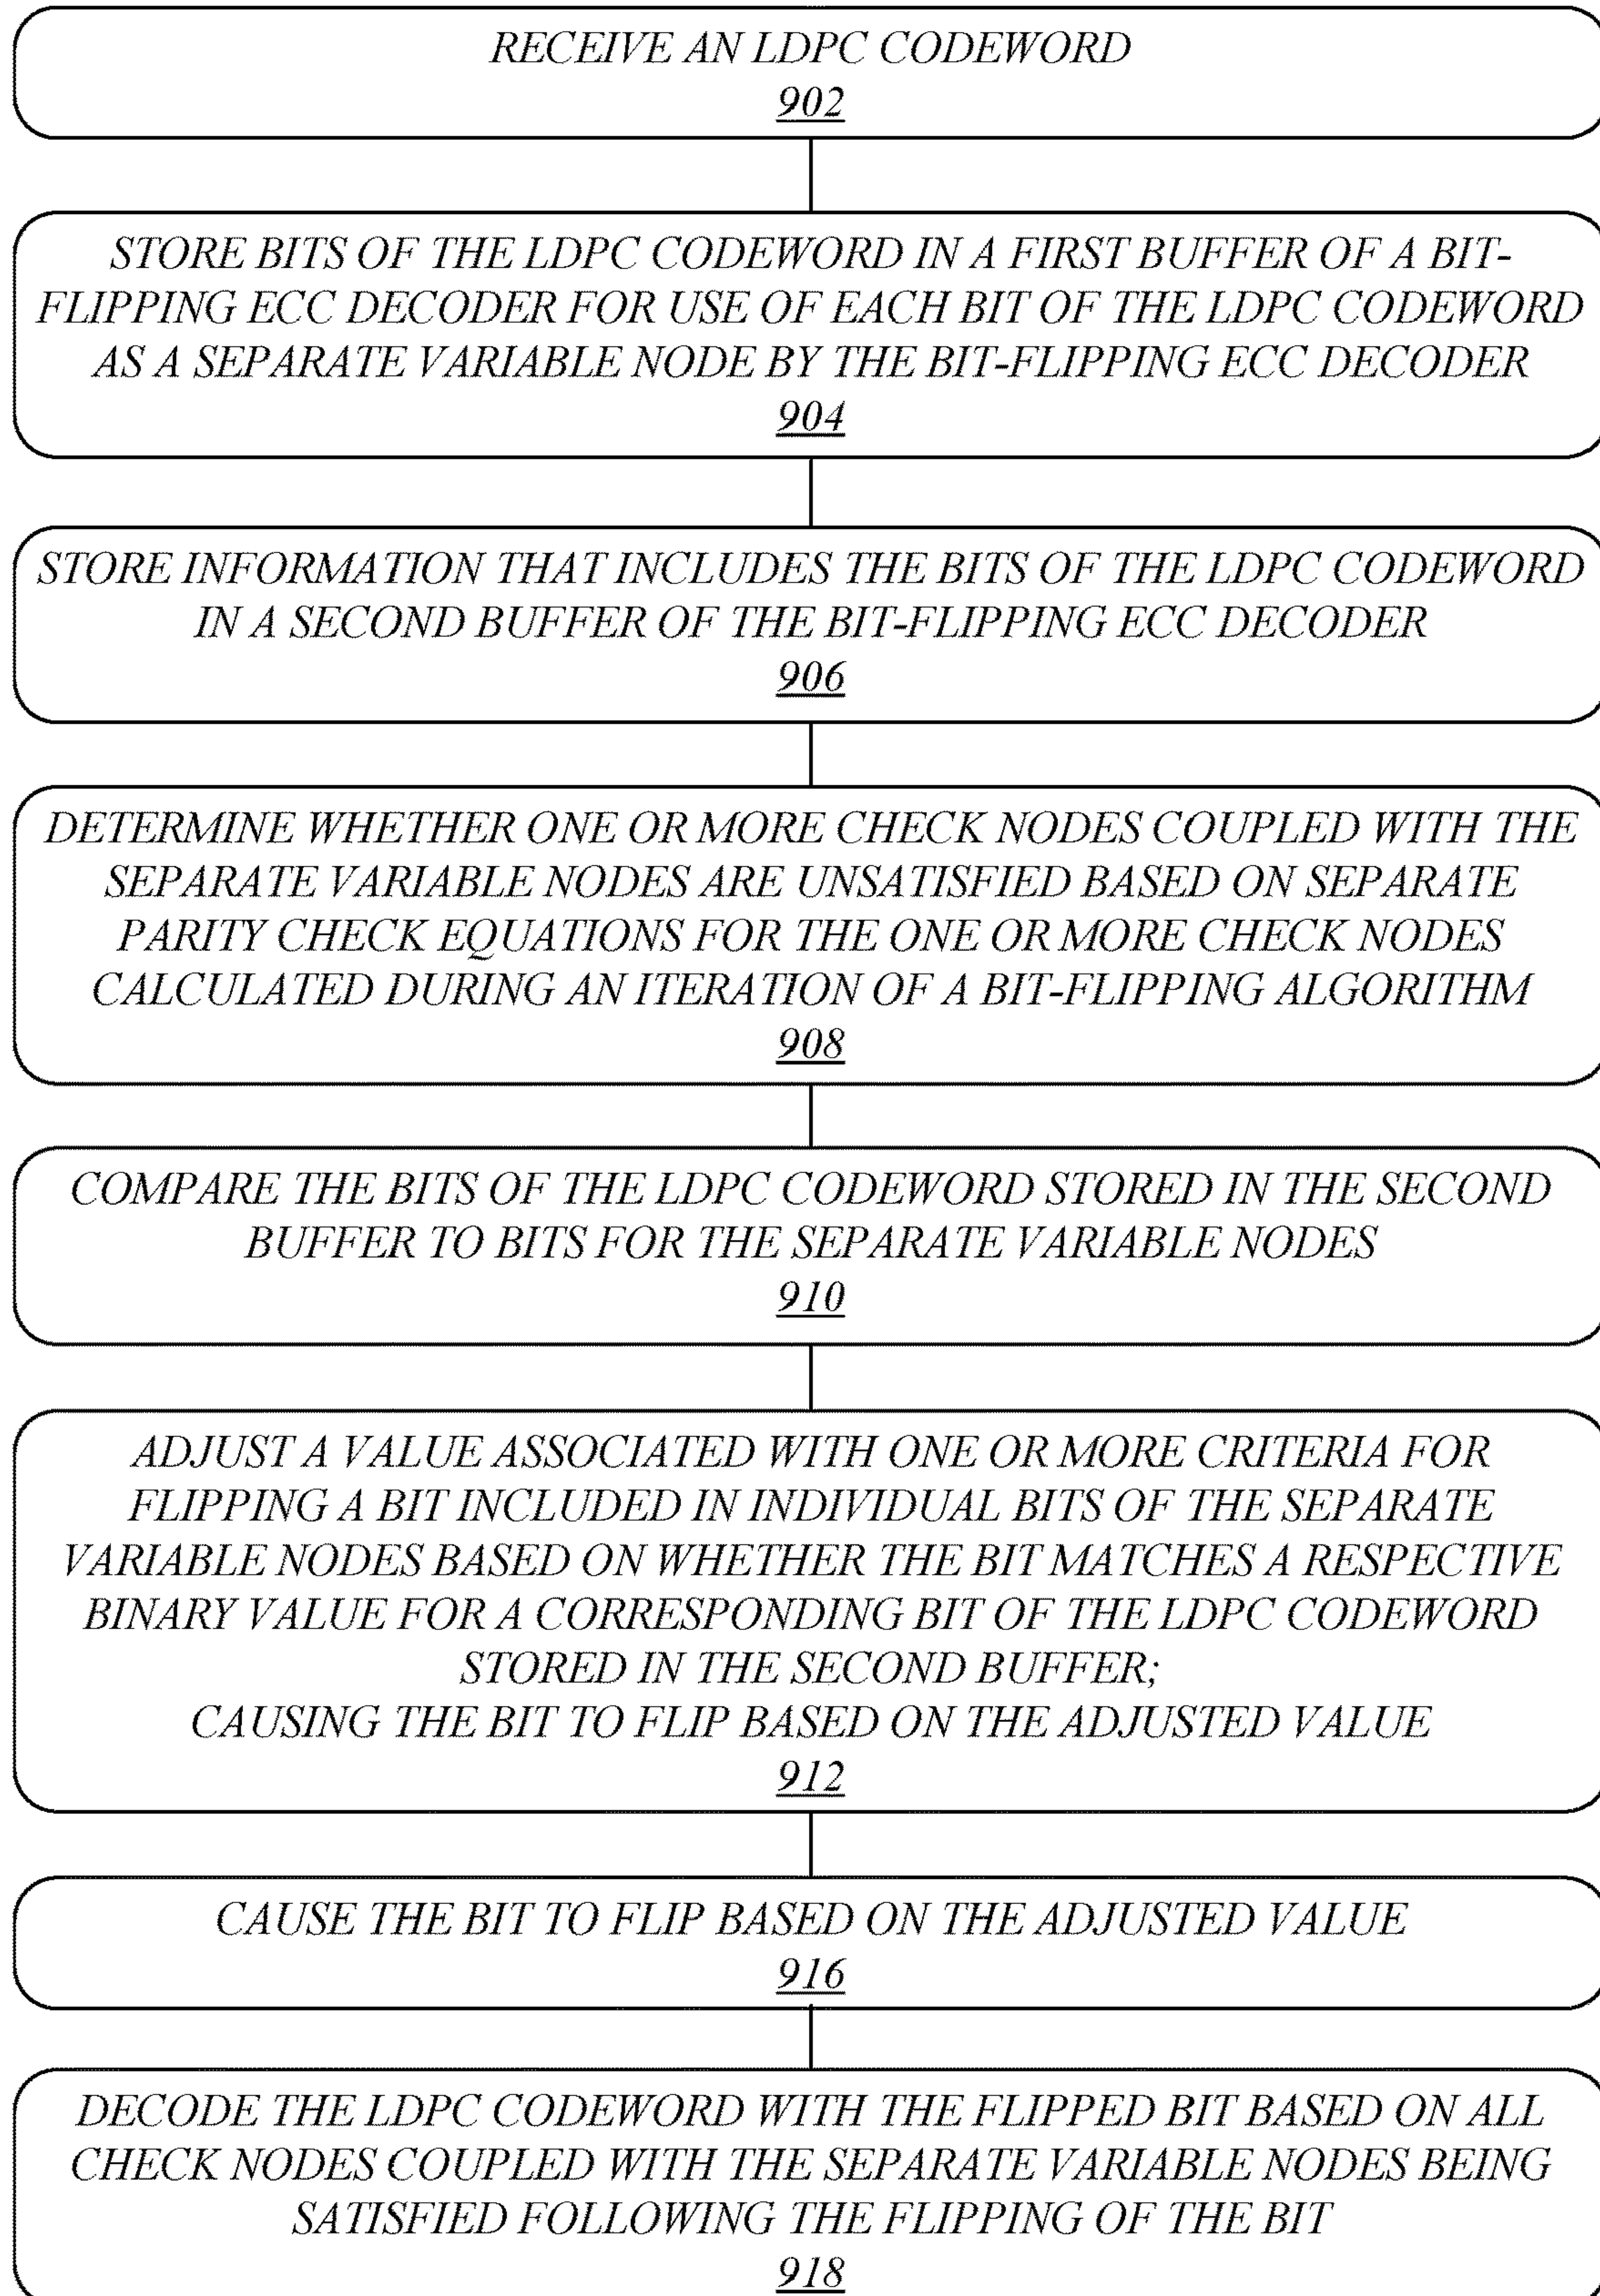 RECEIVE AN LDPC CODEWORD
902
STORE BITS OF THE LDPC CODEWORD IN A FIRST BUFFER OF A BIT-
FLIPPING ECC DECODER FOR USE OF EACH BIT OF THE LDPC CODEWORD
AS A SEPARATE VARIABLE NODE BY THE BIT-FLIPPING ECC DECODER
904
STORE INFORMATION THAT INCLUDES THE BITS OF THE LDPC CODEWORD
IN A SECOND BUFFER OF THE BIT-FLIPPING ECC DECODER
906
DETERMINE WHETHER ONE OR MORE CHECK NODES COUPLED WITH THE
SEPARATE VARIABLE NODES ARE UNSATISFIED BASED ON SEPARATE
PARITY CHECK EQUATIONS FOR THE ONE OR MORE CHECK NODES
CALCULATED DURING AN ITERATION OF A BIT-FLIPPING ALGORITHM
908
COMPARE THE BITS OF THE LDPC CODEWORD STORED IN THE SECOND
BUFFER TO BITS FOR THE SEPARATE VARIABLE NODES
910
ADJUST A VALUE ASSOCIATED WITH ONE OR MORE CRITERIA FOR
FLIPPING A BIT INCLUDED IN INDIVIDUAL BITS OF THE SEPARATE
VARIABLE NODES BASED ON WHETHER THE BIT MATCHES A RESPECTIVE
BINARY VALUE FOR A CORRESPONDING BIT OF THE LDPC CODEWORD
STORED IN THE SECOND BUFFER;
CAUSING THE BIT TO FLIP BASED ON THE ADJUSTED VALUE
912
CAUSE THE BIT TO FLIP BASED ON THE ADJUSTED VALUE
916
DECODE THE LDPC CODEWORD WITH THE FLIPPED BIT BASED ON ALL
CHECK NODES COUPLED WITH THE SEPARATE VARIABLE NODES BEING
SATISFIED FOLLOWING THE FLIPPING OF THE BIT
918